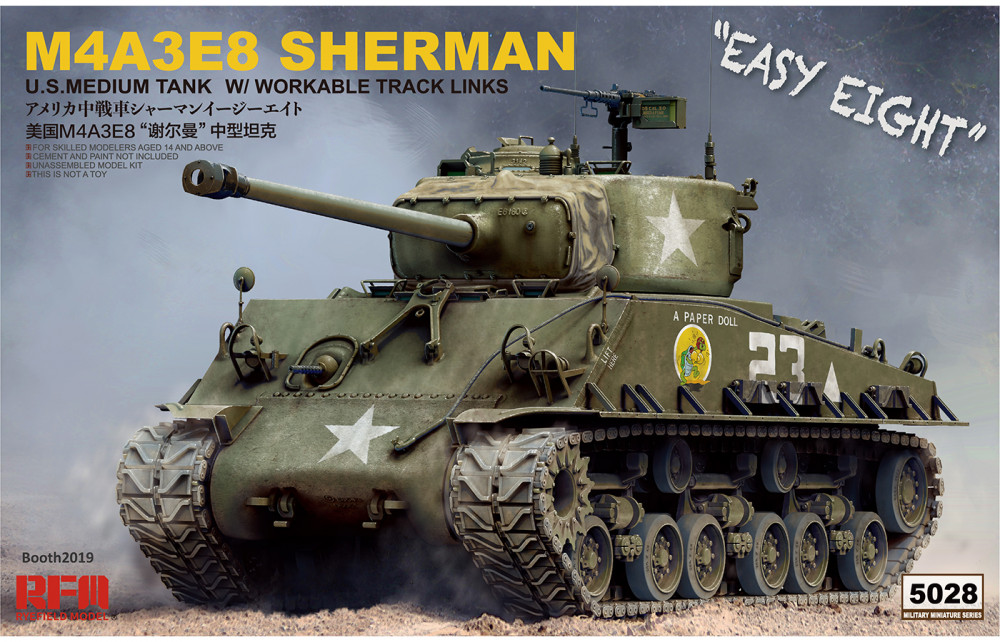 M4A3E8 SHERMAN
"EASY EIGHT"
U.S.MEDIUM TANK W/ WORKABLE TRACK LINKS
アメリカ中戦車シャーマンイージーエイト
美国M4A3E8 “谢尔曼” 中型坦克
FOR SKILLED MODELERS AGED 14 AND ABOVE
CEMENT AND PAINT NOT INCLUDED
UNASSEMBLED MODEL KIT
THIS IS NOT A TOY
A PAPER DOLL
LIFT
HERE
23
Booth2019
RFM
RYEFIELD MODEL
5028
MILITARY MINIATURE SERIES